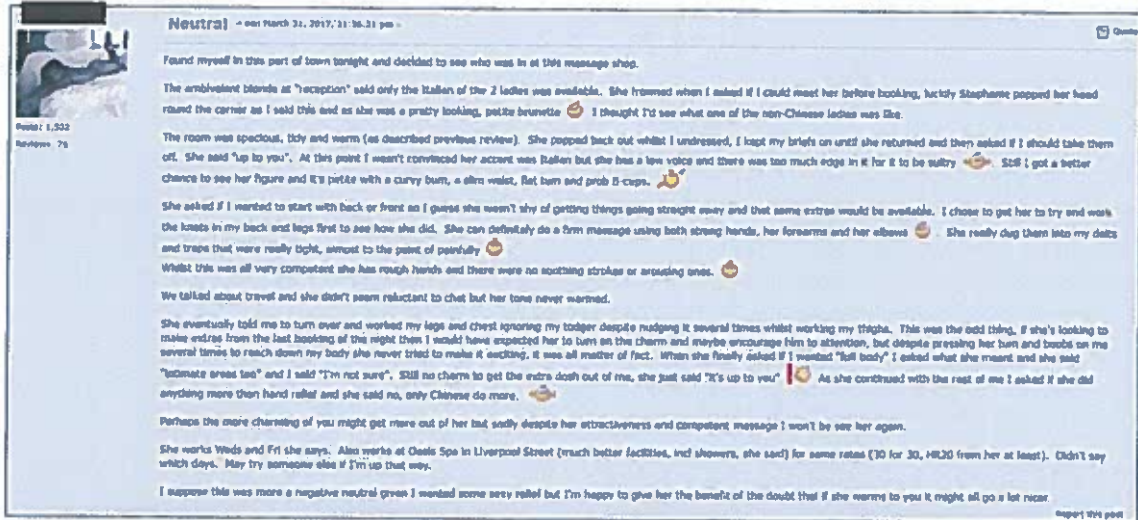 Neutral - on: March 31, 2017, 11:36:31 pm -
Quote
Found myself in this part of town tonight and decided to see who was in at this massage shop.
The ambivalent blonde at "reception" said only the Italian of the 2 ladies was available. She frowned when I asked if I could meet her before booking, luckily Stephanie popped her head
round the corner as I said this and as she was a pretty looking, petite brunette I thought I'd see what one of the non-Chinese ladies was like.
Posts: 1,532
Reviews: 76
The room was spacious, tidy and warm (as described previous review). She popped back out whilst I undressed, I kept my briefs on until she returned and then asked if I should take them
off. She said "up to you". At this point I wasn't convinced her accent was Italian but she has a low voice and there was too much edge in it for it to be sultry Still I got a better
chance to see her figure and it's petite with a curvy bum, a slim waist, flat tum and prob B-cups.
She asked if I wanted to start with back or front so I guess she wasn't shy of getting things going straight away and that some extras would be available. I chose to get her to try and work
the knots in my back and legs first to see how she did. She can definitely do a firm massage using both strong hands, her forearms and her elbows . She really dug them into my delts
and traps that were really tight, almost to the point of painfully
Whilst this was all very competent she has rough hands and there were no soothing strokes or arousing ones.
We talked about travel and she didn't seem reluctant to chat but her tone never warmed.
She eventually told me to turn over and worked my legs and chest ignoring my todger despite nudging it several times whilst working my thighs. This was the odd thing, if she's looking to
make extras from the last booking of the night then I would have expected her to turn on the charm and maybe encourage him to attention, but despite pressing her bum and boobs on me
several times to reach down my body she never tried to make it exciting, it was all matter of fact. When she finally asked if I wanted "full body" I asked what she meant and she said
"intimate areas too" and I said "I'm not sure". Still no charm to get the extra dosh out of me, she just said "it's up to you" As she continued with the rest of me I asked if she did
anything more than hand relief and she said no, only Chinese do more.
Perhaps the more charming of you might get more out of her but sadly despite her attractiveness and competent massage I won't be see her again.
She works Weds and Fri she says. Also works at Oasis Spa in Liverpool Street (much better facilities, incl showers, she said) for same rates (30 for 30, HR20 from her at least). Didn't say
which days. May try someone else if I'm up that way.
I suppose this was more a negative neutral given I wanted some sexy relief but I'm happy to give her the benefit of the doubt that if she warms to you it might all go a lot nicer.
Report this post